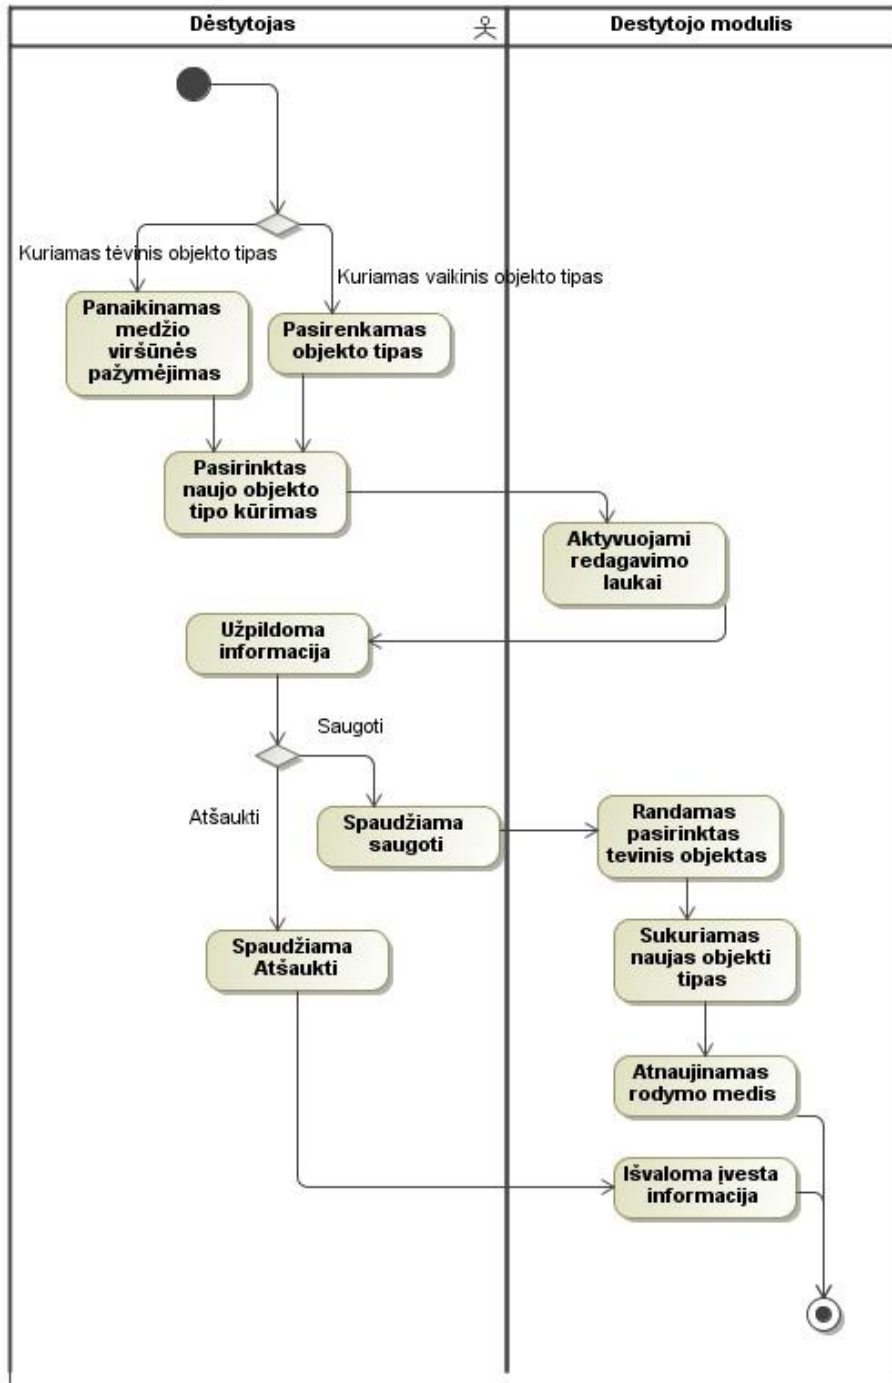 Dėstytojas
Destytojo modulis
Kuriamas tėvinis objekto tipas
Kuriamas vaikinis objekto tipas
Panaikinamas
medžio
viršūnės
pažymėjimas
Pasirenkamas
objekto tipas
Pasirinktas
naujo objekto
tipo kūrimas
Aktyvuojami
redagavimo
laukai
Užpildoma
informacija
Saugoti
Atšaukti
Spaudžiama
saugoti
Randamas
pasirinktas
tevinis objektas
Spaudžiama
Atšaukti
Sukuriamas
naujas objekti
tipas
Atnaujinamas
rodymo medis
Išvaloma įvesta
informacija